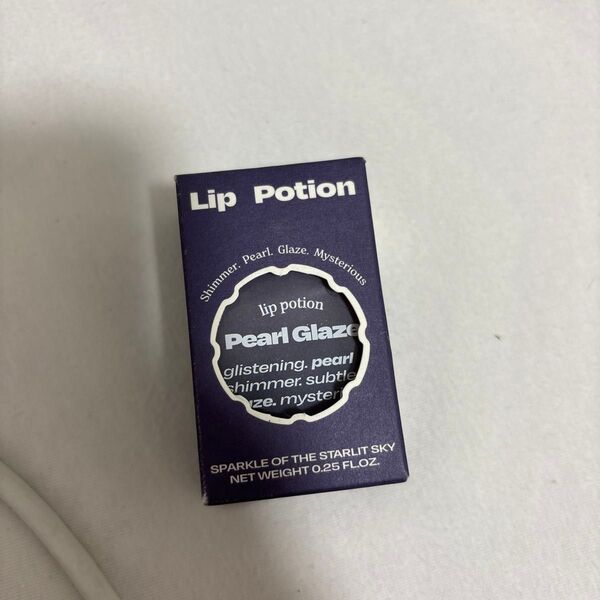 Lip Potion
Shimmer. Pearl. Glaze. Mysterious
lip potion
Pearl Glaze
glistening. pearl
shimmer. subtle
SPARKLE OF THE STARLIT SKY
NET WEIGHT 0.25 FL.OZ.